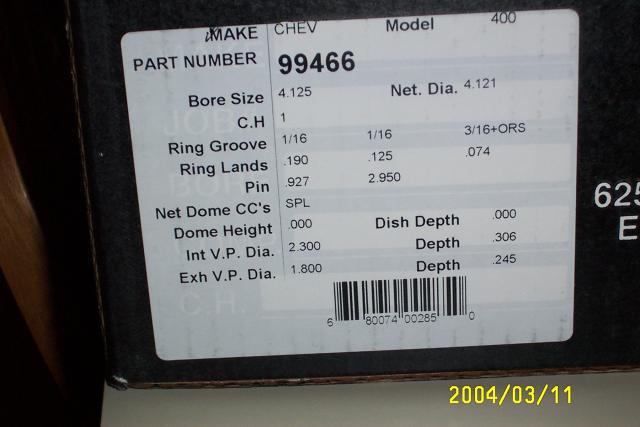 MAKE CHEV Model 400
PART NUMBER 99466
Bore Size 4.125 Net. Dia. 4.121
C.H 1
Ring Groove 1/16 1/16 3/16+ORS
Ring Lands .190 .125 .074
Pin .927 2.950
Net Dome CC's SPL
Dome Height .000 Dish Depth .000
Int V.P. Dia. 2.300 Depth .306
Exh V.P. Dia. 1.800 Depth .245
C.H.
6 80074 00285 0
625
E
2004/03/11